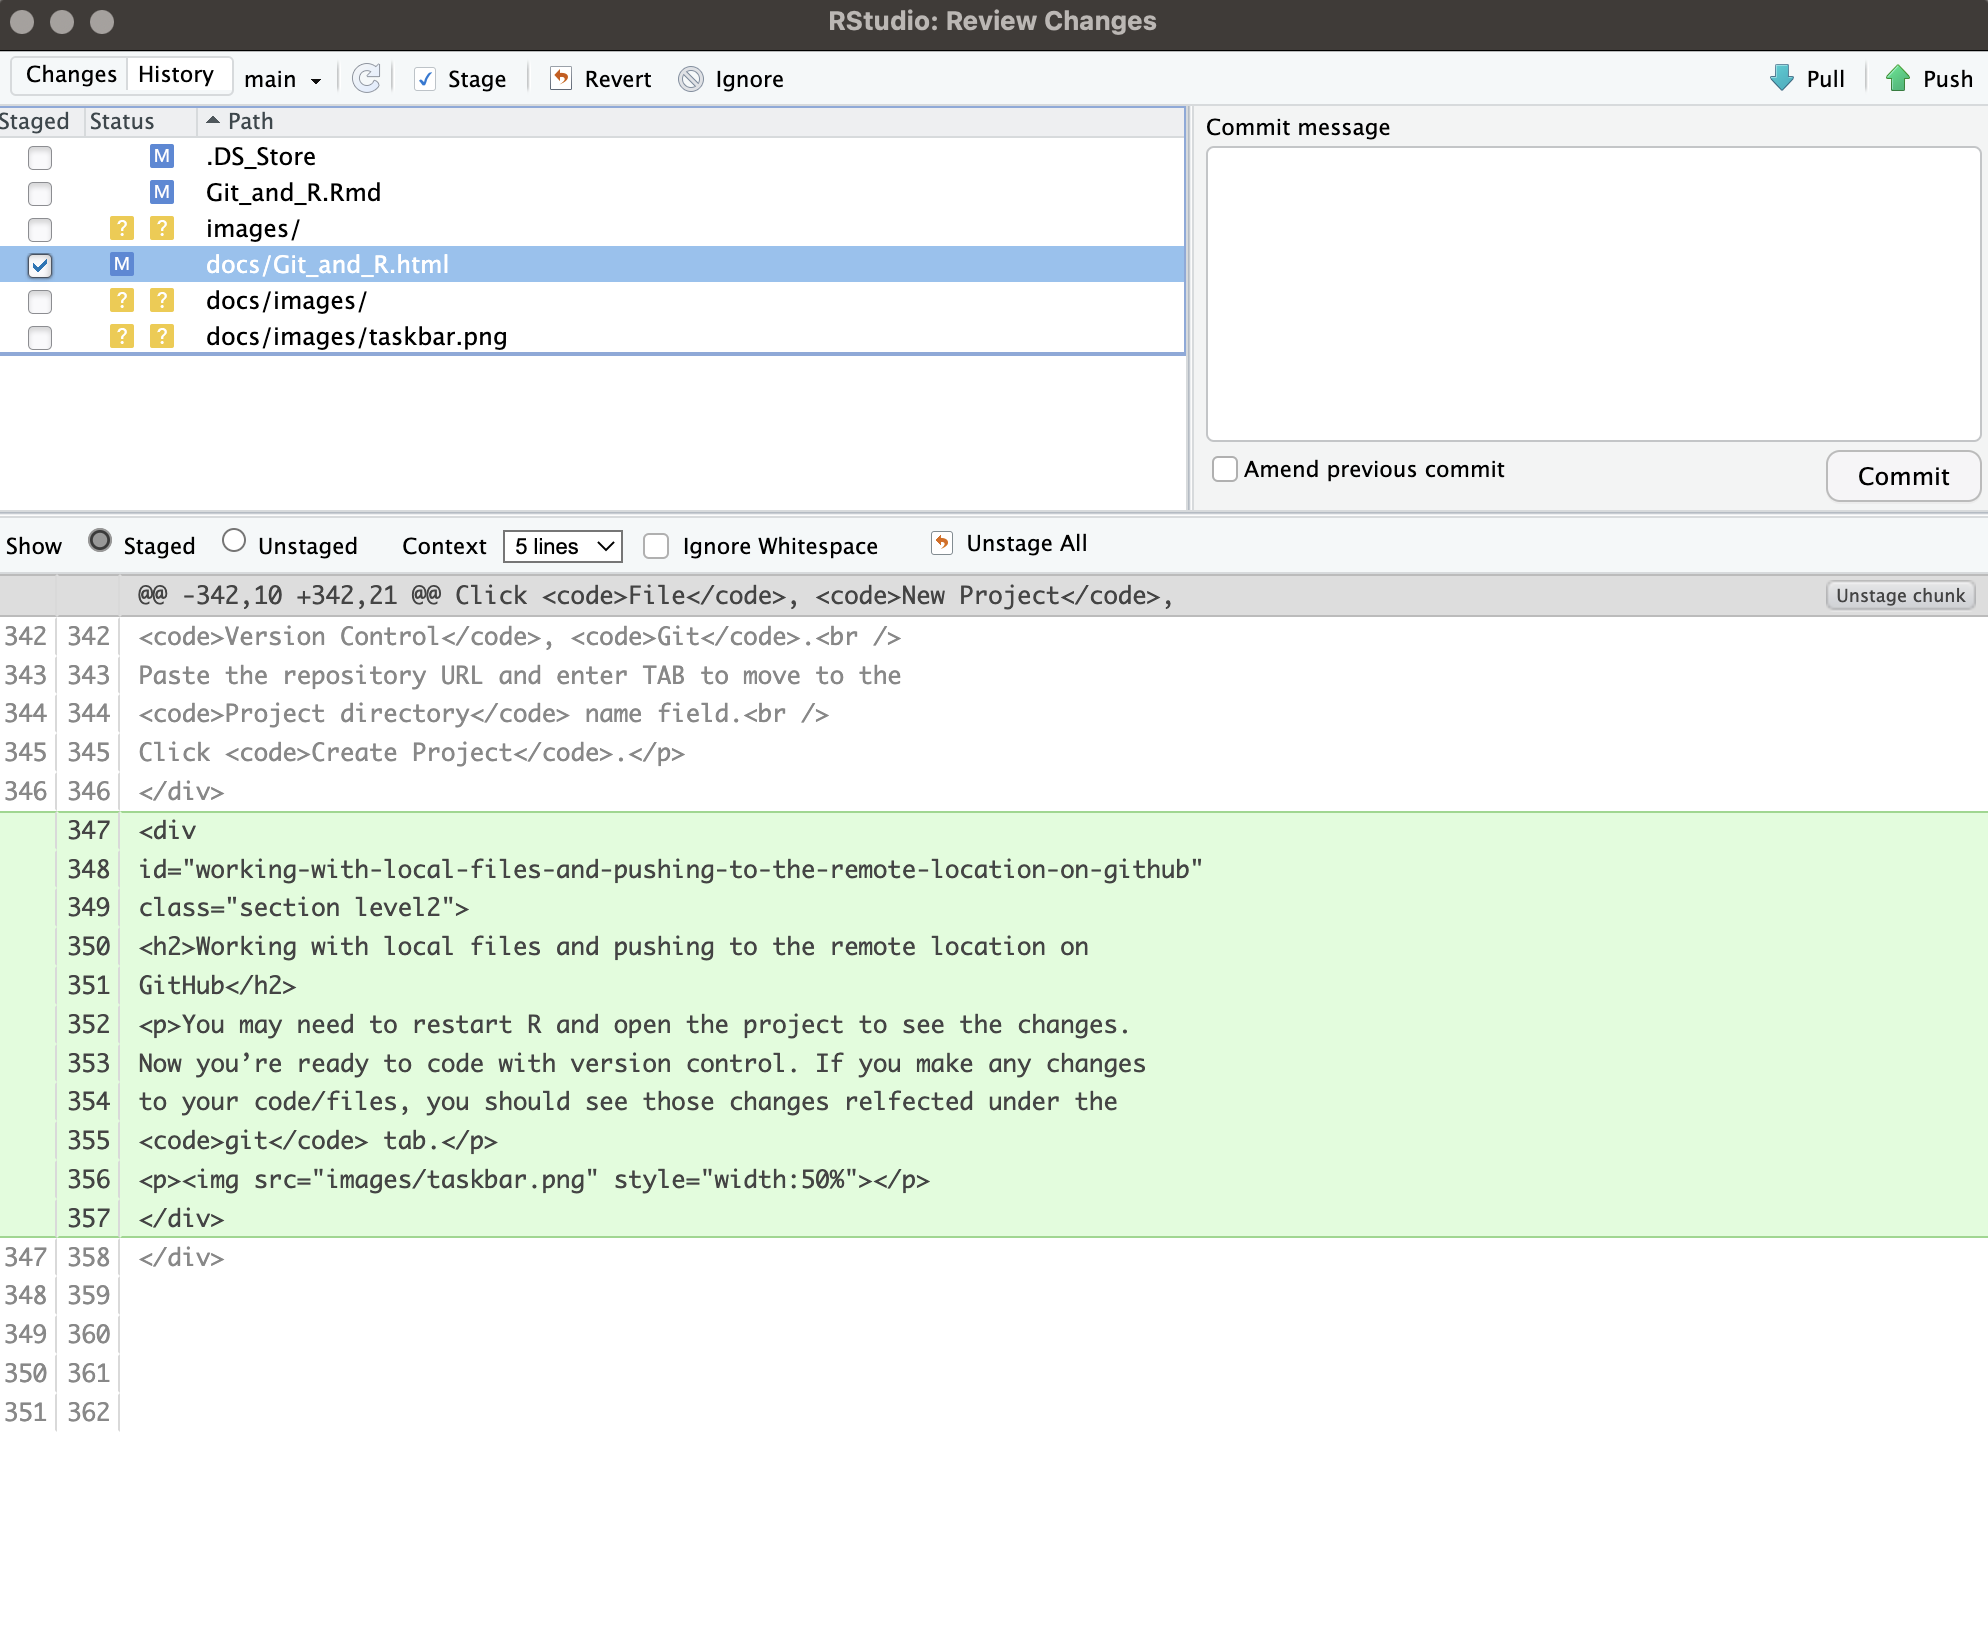 RStudio: Review Changes
Changes History main Stage Revert Ignore Pull Push
Staged Status Path
M .DS_Store
M Git_and_R.Rmd
? ? images/
M docs/Git_and_R.html
? ? docs/images/
? ? docs/images/taskbar.png
Commit message
Amend previous commit
Commit
Show Staged Unstaged Context 5 lines Ignore Whitespace Unstage All
@@ -342,10 +342,21 @@ Click <code>File</code>, <code>New Project</code>, Unstage chunk
342 342 <code>Version Control</code>, <code>Git</code>.<br />
343 343 Paste the repository URL and enter TAB to move to the
344 344 <code>Project directory</code> name field.<br />
345 345 Click <code>Create Project</code>.</p>
346 346 </div>
347 <div
348 id="working-with-local-files-and-pushing-to-the-remote-location-on-github"
349 class="section level2">
350 <h2>Working with local files and pushing to the remote location on
351 GitHub</h2>
352 <p>You may need to restart R and open the project to see the changes.
353 Now you’re ready to code with version control. If you make any changes
354 to your code/files, you should see those changes relfected under the
355 <code>git</code> tab.</p>
356 <p><img src="images/taskbar.png" style="width:50%"></p>
357 </div>
347 358 </div>
348 359
349 360
350 361
351 362